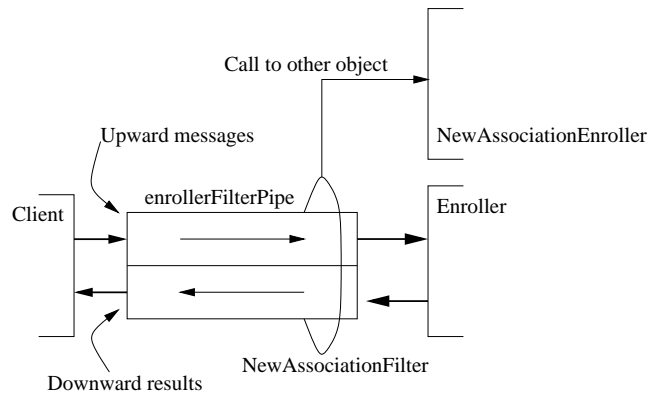 Call to other object
NewAssociationEnroller
Upward messages
enrollerFilterPipe
Client
Enroller
NewAssociationFilter
Downward results